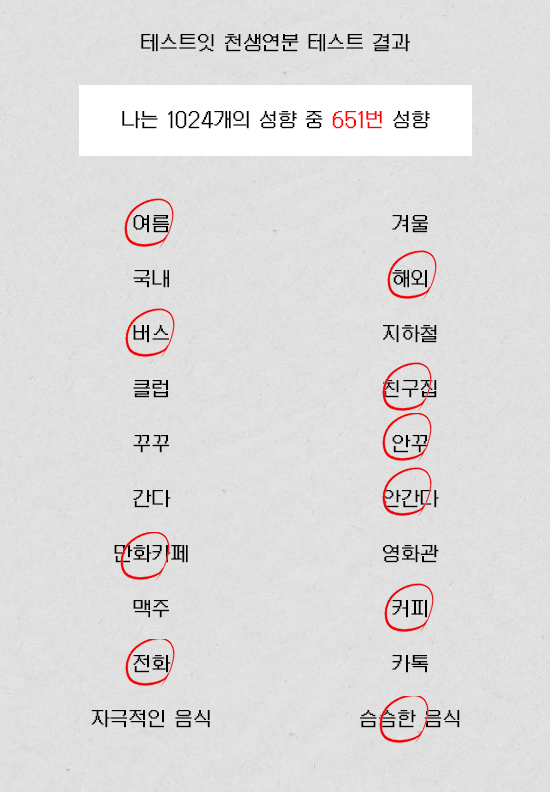 테스트잇 천생연분 테스트 결과
나는 1024개의 성향 중 651번 성향
여름 겨울
국내 해외
버스 지하철
클럽 친구집
꾸꾸 안꾸
간다 안간다
만화카페 영화관
맥주 커피
전화 카톡
자극적인 음식 슴슴한 음식